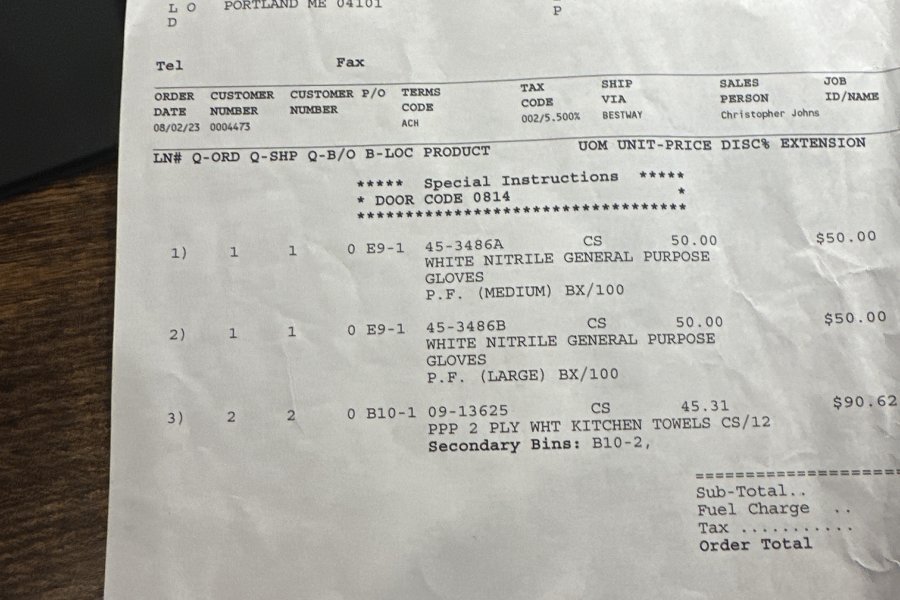 L O PORTLAND ME 04101
D P
Tel Fax
ORDER CUSTOMER CUSTOMER P/O TERMS TAX SHIP SALES JOB
DATE NUMBER NUMBER CODE CODE VIA PERSON ID/NAME
08/02/23 0004473 ACH 002/5.500% BESTWAY Christopher Johns
LN# Q-ORD Q-SHP Q-B/O B-LOC PRODUCT UOM UNIT-PRICE DISC% EXTENSION
***** Special Instructions *****
* DOOR CODE 0814 *
**********************************
1) 1 1 0 E9-1 45-3486A CS 50.00 $50.00
WHITE NITRILE GENERAL PURPOSE
GLOVES
P.F. (MEDIUM) BX/100
2) 1 1 0 E9-1 45-3486B CS 50.00 $50.00
WHITE NITRILE GENERAL PURPOSE
GLOVES
P.F. (LARGE) BX/100
3) 2 2 0 B10-1 09-13625 CS 45.31 $90.62
PPP 2 PLY WHT KITCHEN TOWELS CS/12
Secondary Bins: B10-2,
====================
Sub-Total..
Fuel Charge ..
Tax ...........
Order Total